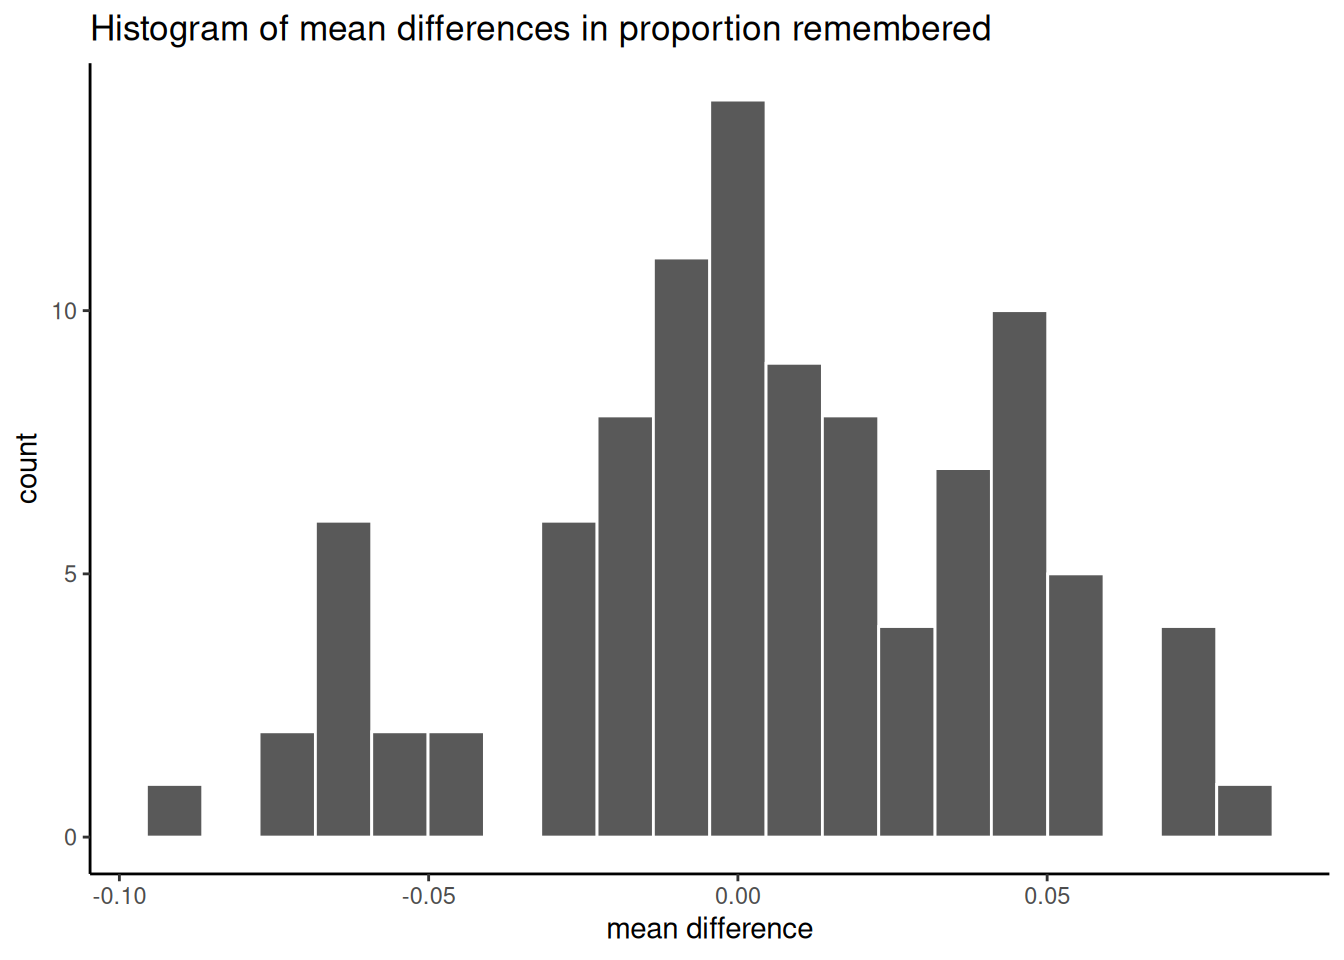 Histogram of mean differences in proportion remembered
count
10
5
0
-0.10 -0.05 0.00 0.05
mean difference